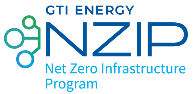 GTI ENERGY
NZIP
Net Zero Infrastructure
Program